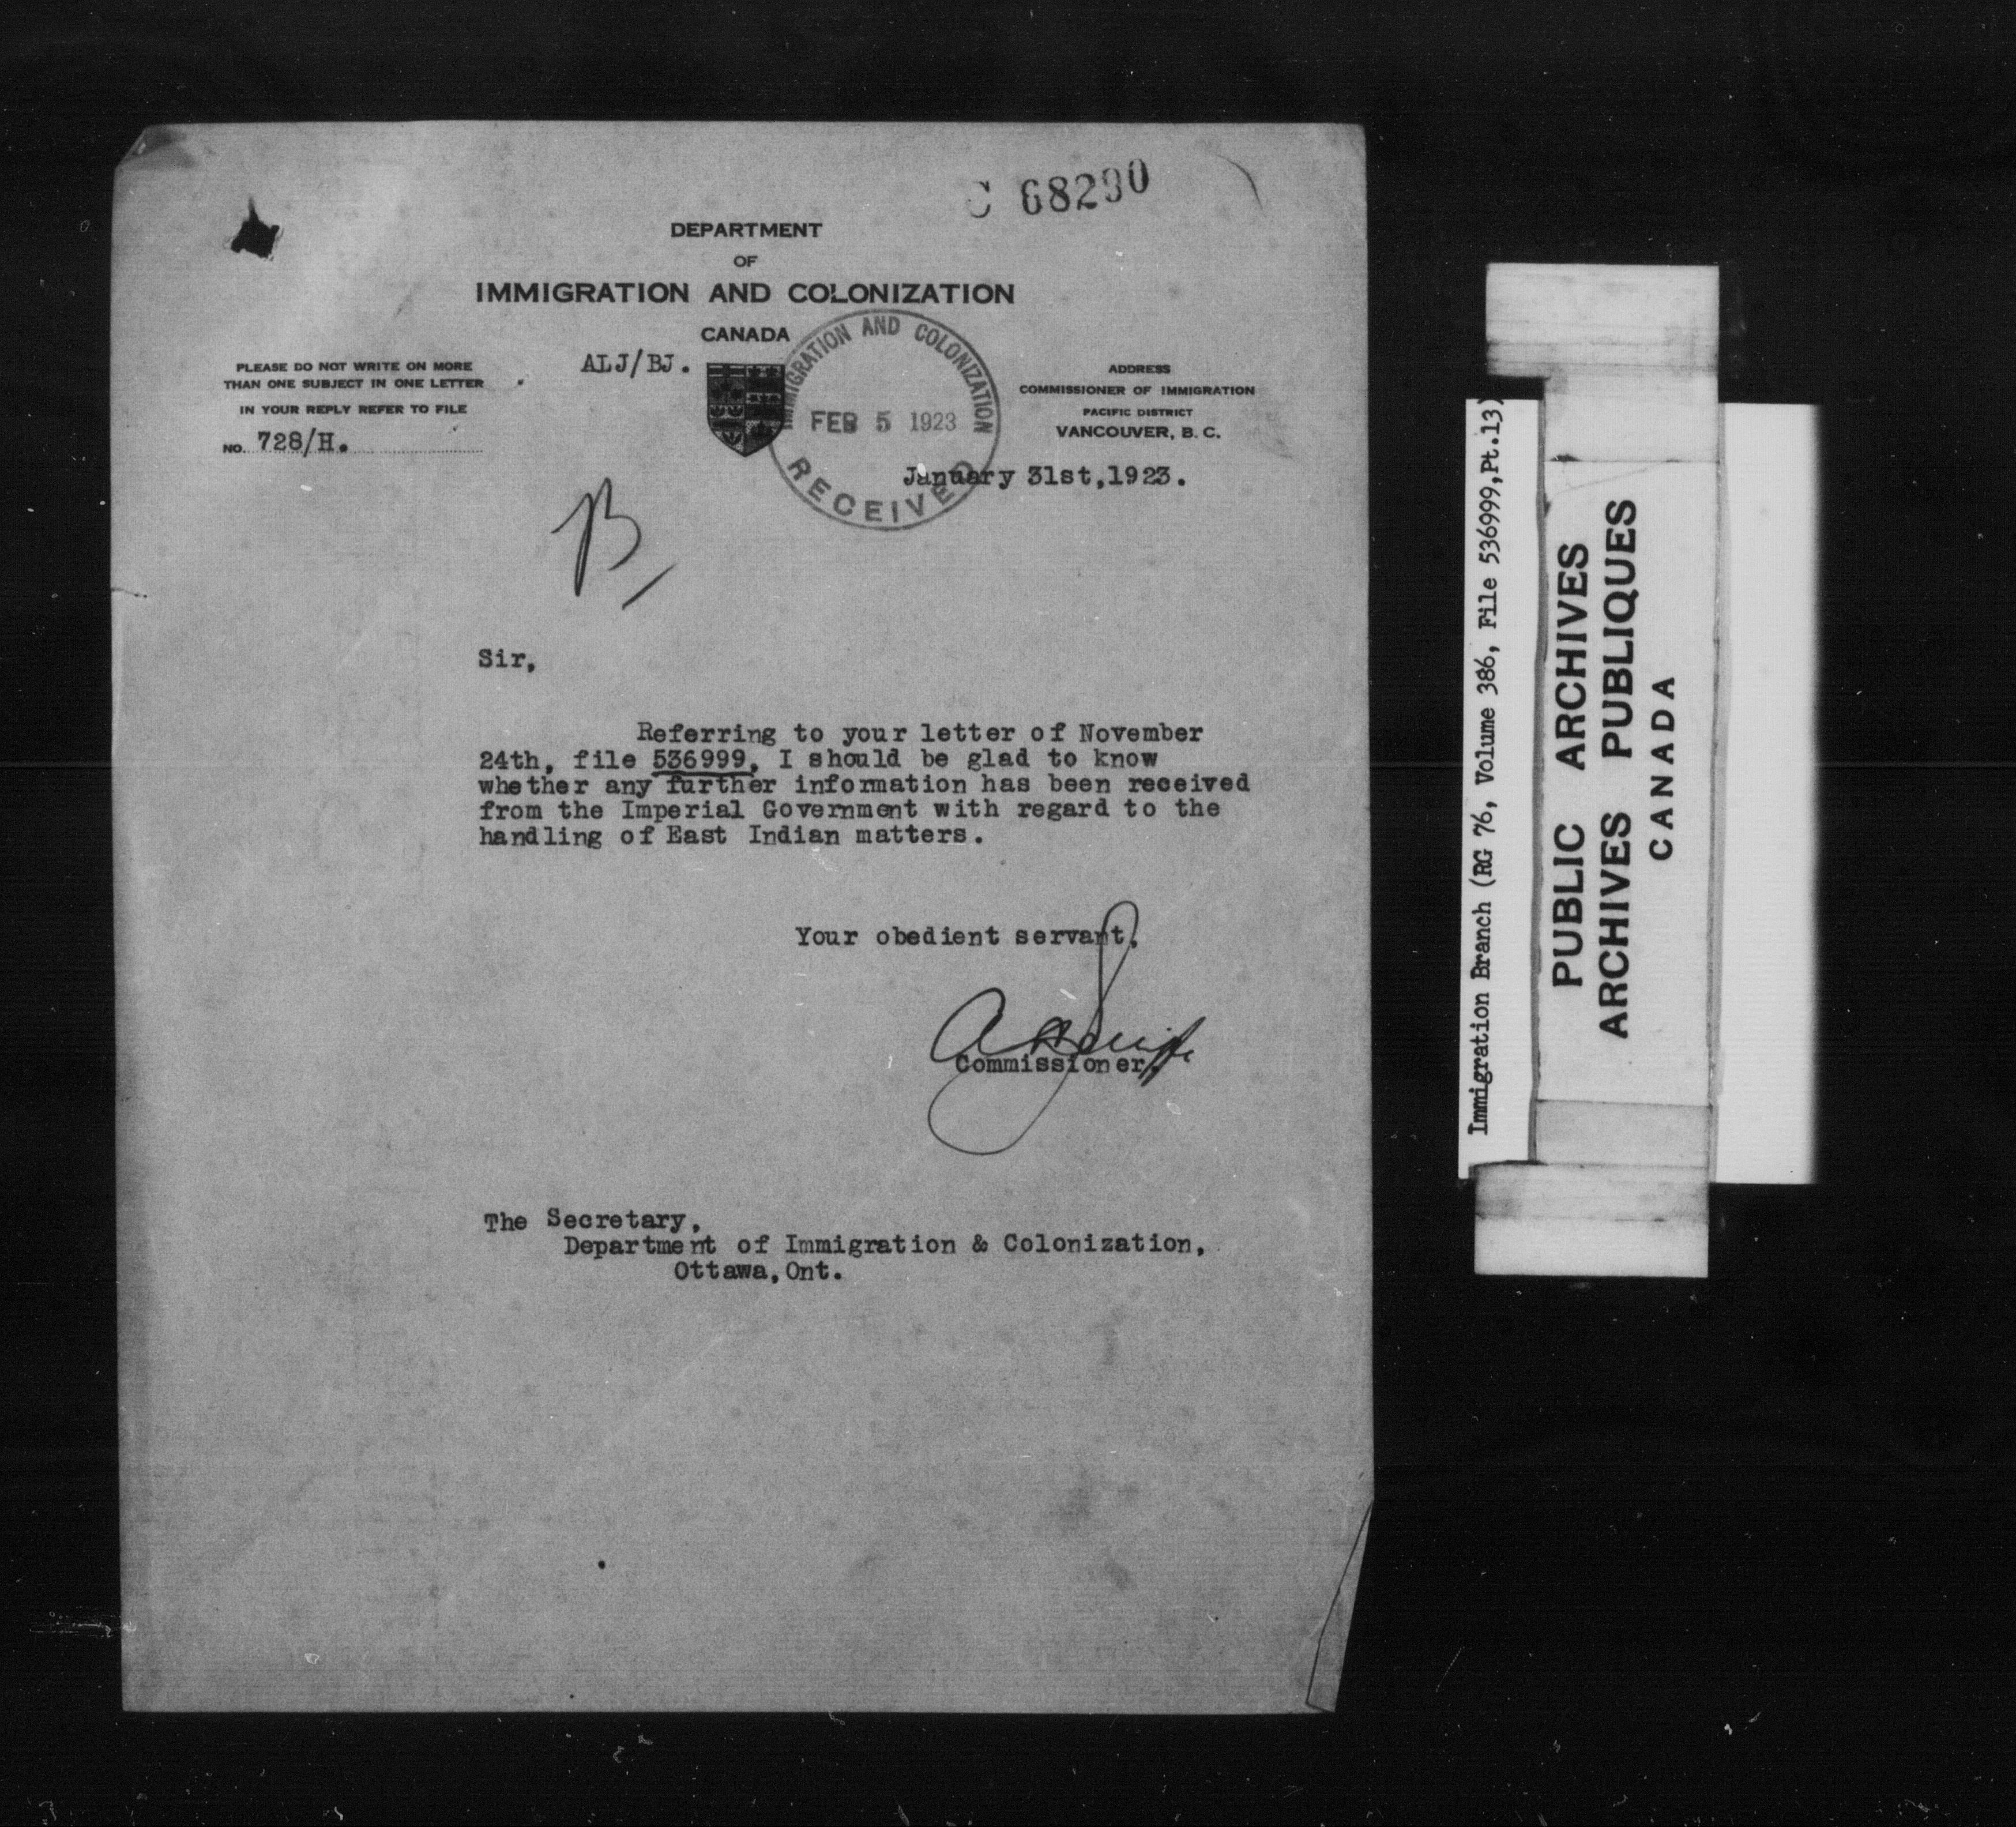 C 68290
DEPARTMENT
OF
IMMIGRATION AND COLONIZATION
CANADA
ALJ/BJ.
PLEASE DO NOT WRITE ON MORE
THAN ONE SUBJECT IN ONE LETTER
IN YOUR REPLY REFER TO FILE
NO. 728/H.
IMMIGRATION AND COLONIZATION
FEB 5 1923
RECEIVED
ADDRESS
COMMISSIONER OF IMMIGRATION
PACIFIC DISTRICT
VANCOUVER, B. C.
January 31st,1923.
B
Sir,
Referring to your letter of November
24th, file 536999, I should be glad to know
whether any further information has been received
from the Imperial Government with regard to the
handling of East Indian matters.
Your obedient servant,
Commissioner.
The Secretary,
Department of Immigration & Colonization,
Ottawa,Ont.
Immigration Branch (RG 76, Volume 386, File 536999,Pt.13)
PUBLIC ARCHIVES
ARCHIVES PUBLIQUES
CANADA